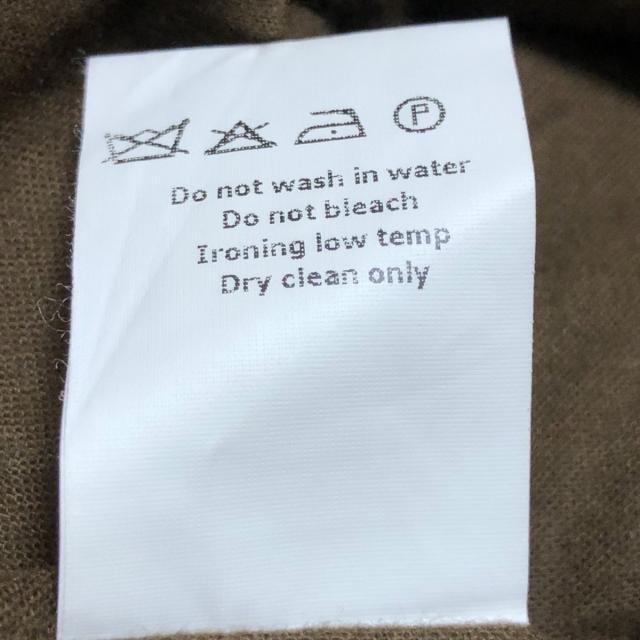 P
Do not wash in water
Do not bleach
Ironing low temp
Dry clean only